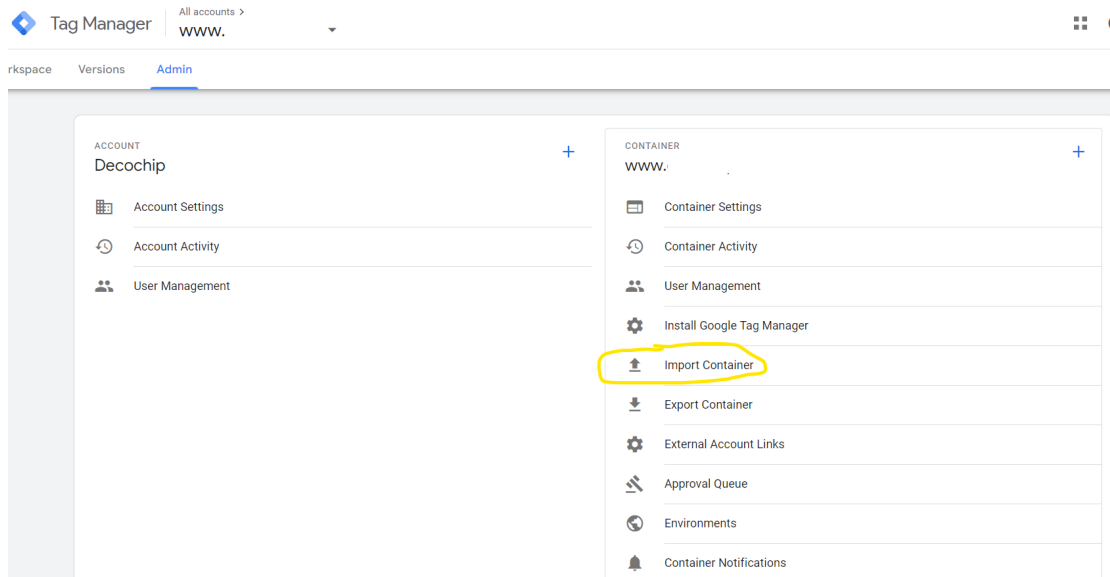 All accounts >
Tag Manager
www.
rkspace Versions Admin
ACCOUNT
Decochip
Account Settings
Account Activity
User Management
CONTAINER
www.
Container Settings
Container Activity
User Management
Install Google Tag Manager
Import Container
Export Container
External Account Links
Approval Queue
Environments
Container Notifications